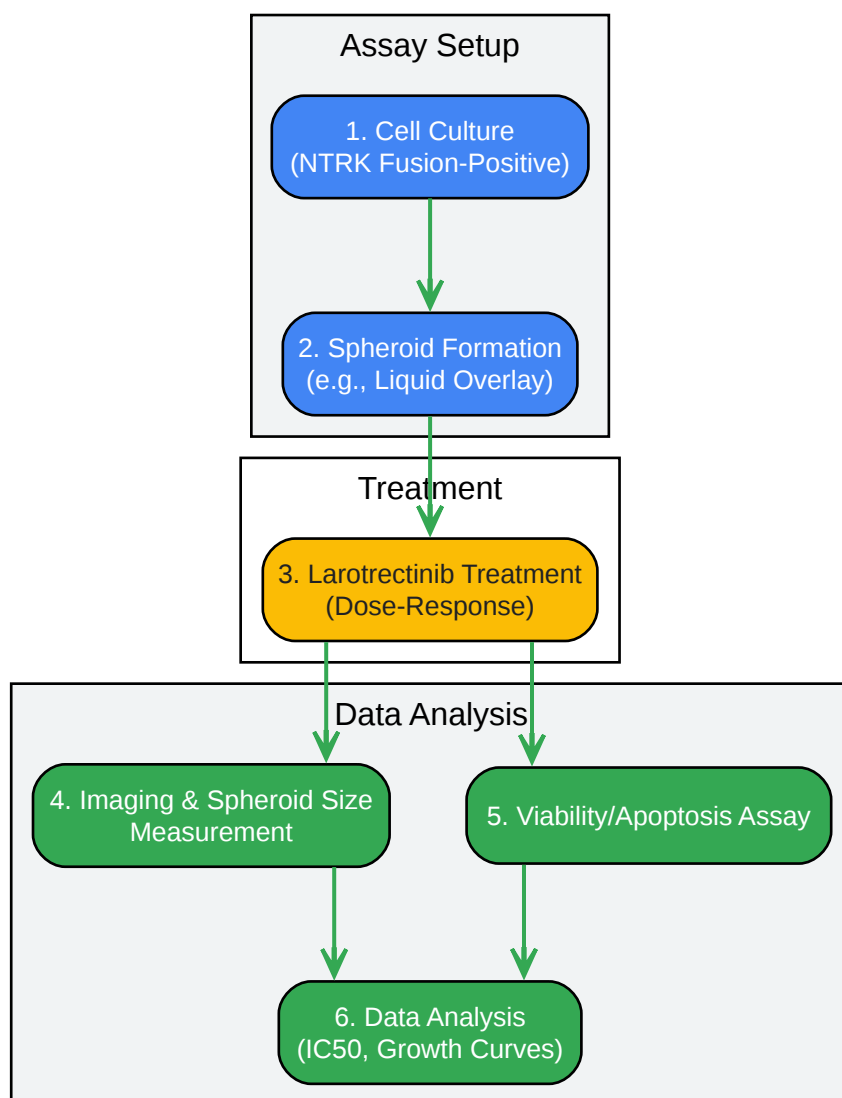 Assay Setup
1. Cell Culture
(NTRK Fusion-Positive)
2. Spheroid Formation
(e.g., Liquid Overlay)
Treatment
3. Larotrectinib Treatment
(Dose-Response)
Data Analysis
4. Imaging & Spheroid Size
Measurement
5. Viability/Apoptosis Assay
6. Data Analysis
(IC50, Growth Curves)